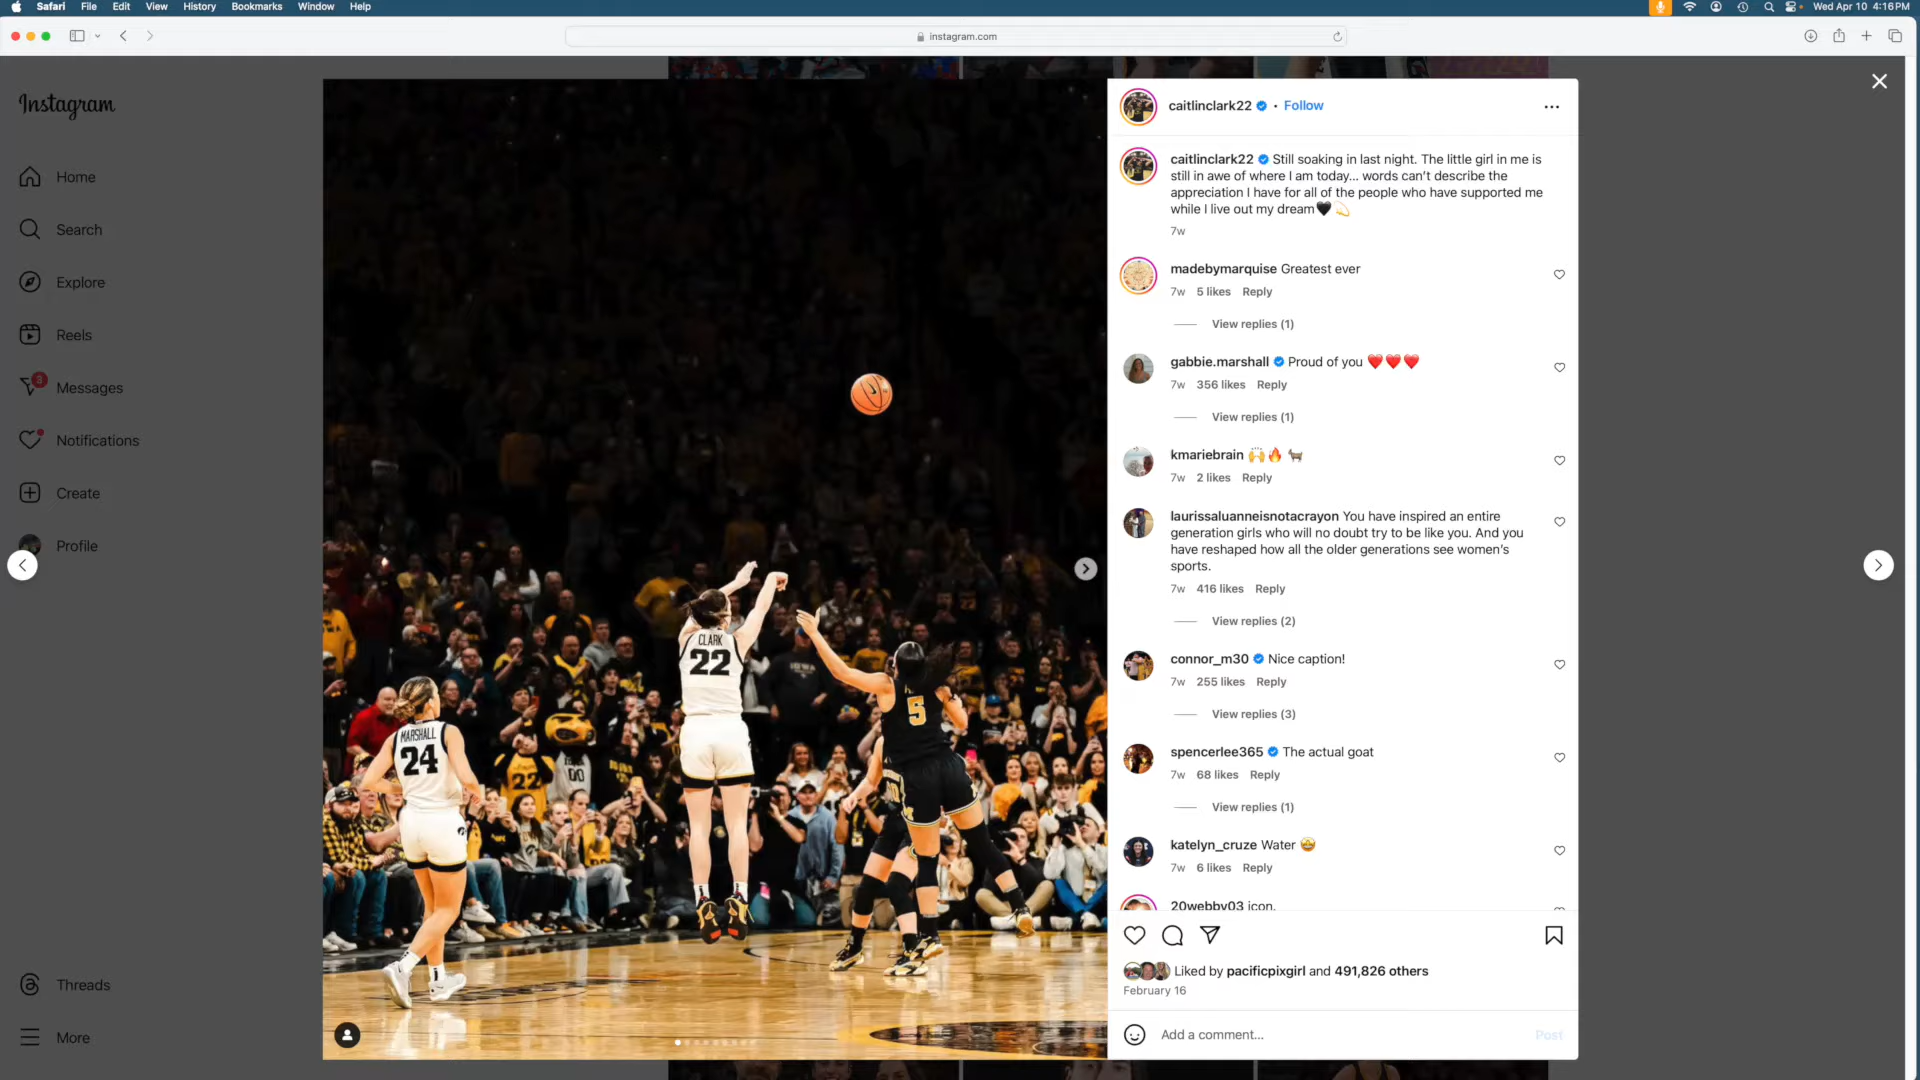 Safari File Edit View History Bookmarks Window Help
Wed Apr 10 4:16 PM
instagram.com
Instagram
Home
Search
Explore
Reels
3
Messages
Notifications
Create
Profile
Threads
More
CLARK
22
MARSHALL
24
5
22
00
caitlinclark22 • Follow
caitlinclark22 Still soaking in last night. The little girl in me is
still in awe of where I am today... words can’t describe the
appreciation I have for all of the people who have supported me
while I live out my dream🖤💫
7w
madebymarquise Greatest ever
7w 5 likes Reply
View replies (1)
gabbie.marshall Proud of you ❤️❤️❤️
7w 356 likes Reply
View replies (1)
kmariebrain 🙌🔥🐐
7w 2 likes Reply
laurissaluanneisnotacrayon You have inspired an entire
generation girls who will no doubt try to be like you. And you
have reshaped how all the older generations see women’s
sports.
7w 416 likes Reply
View replies (2)
connor_m30 Nice caption!
7w 255 likes Reply
View replies (3)
spencerlee365 The actual goat
7w 68 likes Reply
View replies (1)
katelyn_cruze Water 🤩
7w 6 likes Reply
20webby03 icon.
Liked by pacificpixgirl and 491,826 others
February 16
Add a comment...
Post